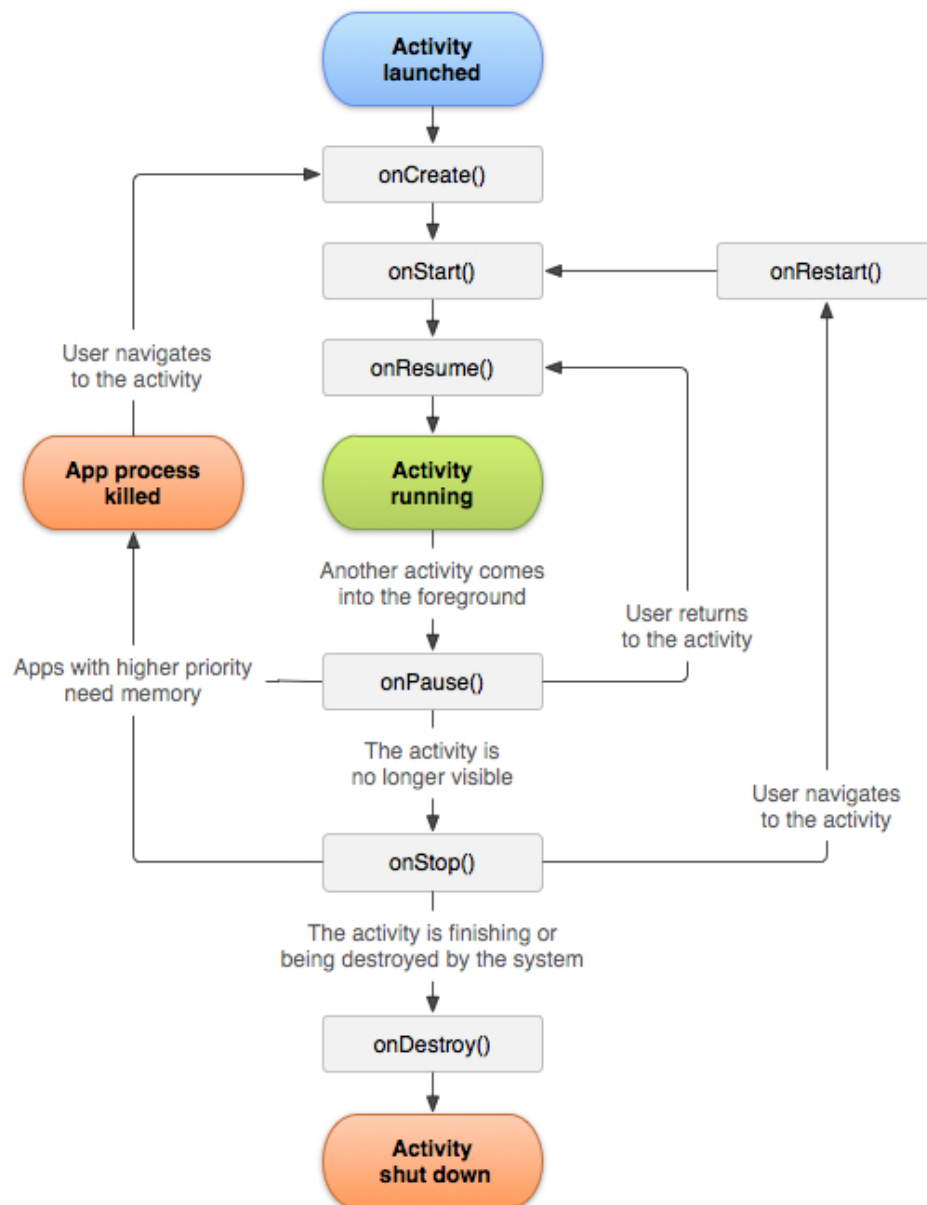 Activity
launched
onCreate()
onStart()
onRestart()
User navigates
to the activity
onResume()
App process
killed
Activity
running
Another activity comes
into the foreground
User returns
to the activity
Apps with higher priority
need memory
onPause()
The activity is
no longer visible
User navigates
to the activity
onStop()
The activity is finishing or
being destroyed by the system
onDestroy()
Activity
shut down